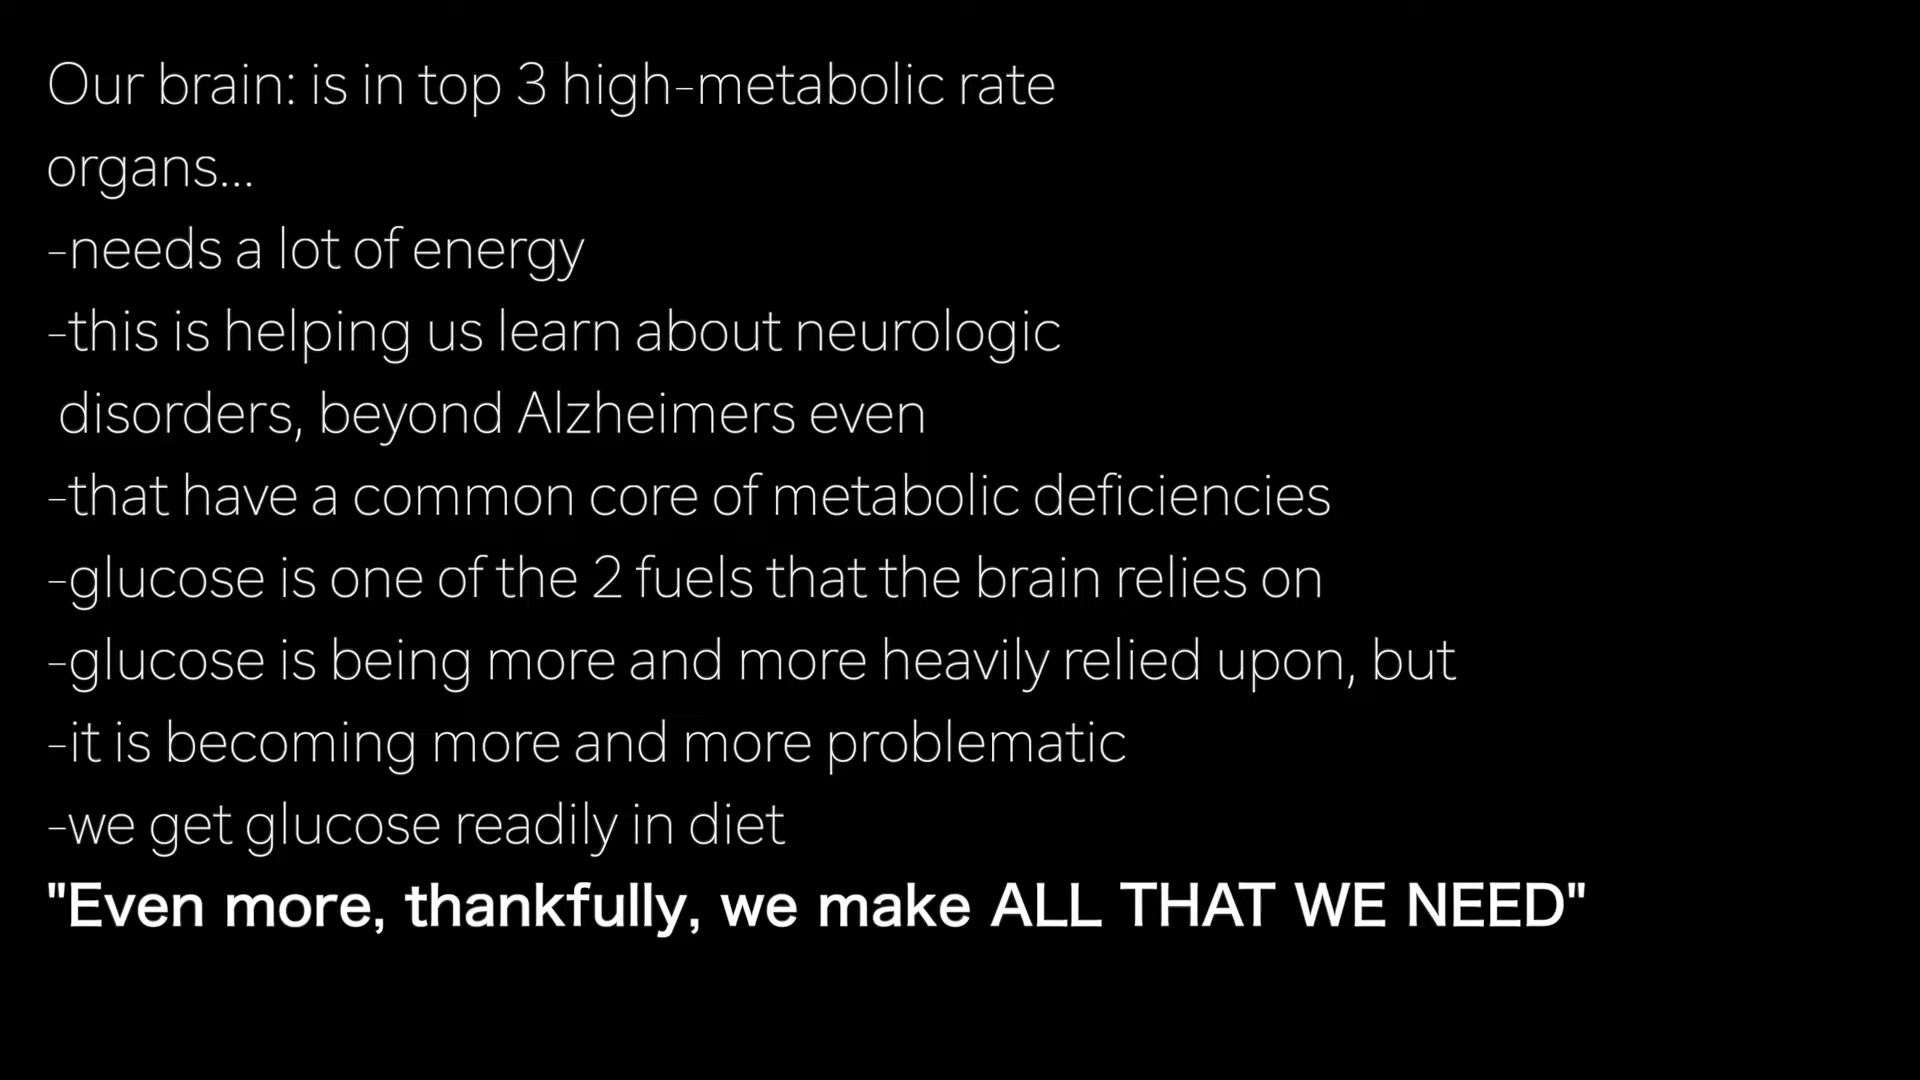 Our brain: is in top 3 high-metabolic rate
organs...
-needs a lot of energy
-this is helping us learn about neurologic
disorders, beyond Alzheimers even
-that have a common core of metabolic deficiencies
-glucose is one of the 2 fuels that the brain relies on
-glucose is being more and more heavily relied upon, but
-it is becoming more and more problematic
-we get glucose readily in diet
"Even more, thankfully, we make ALL THAT WE NEED"